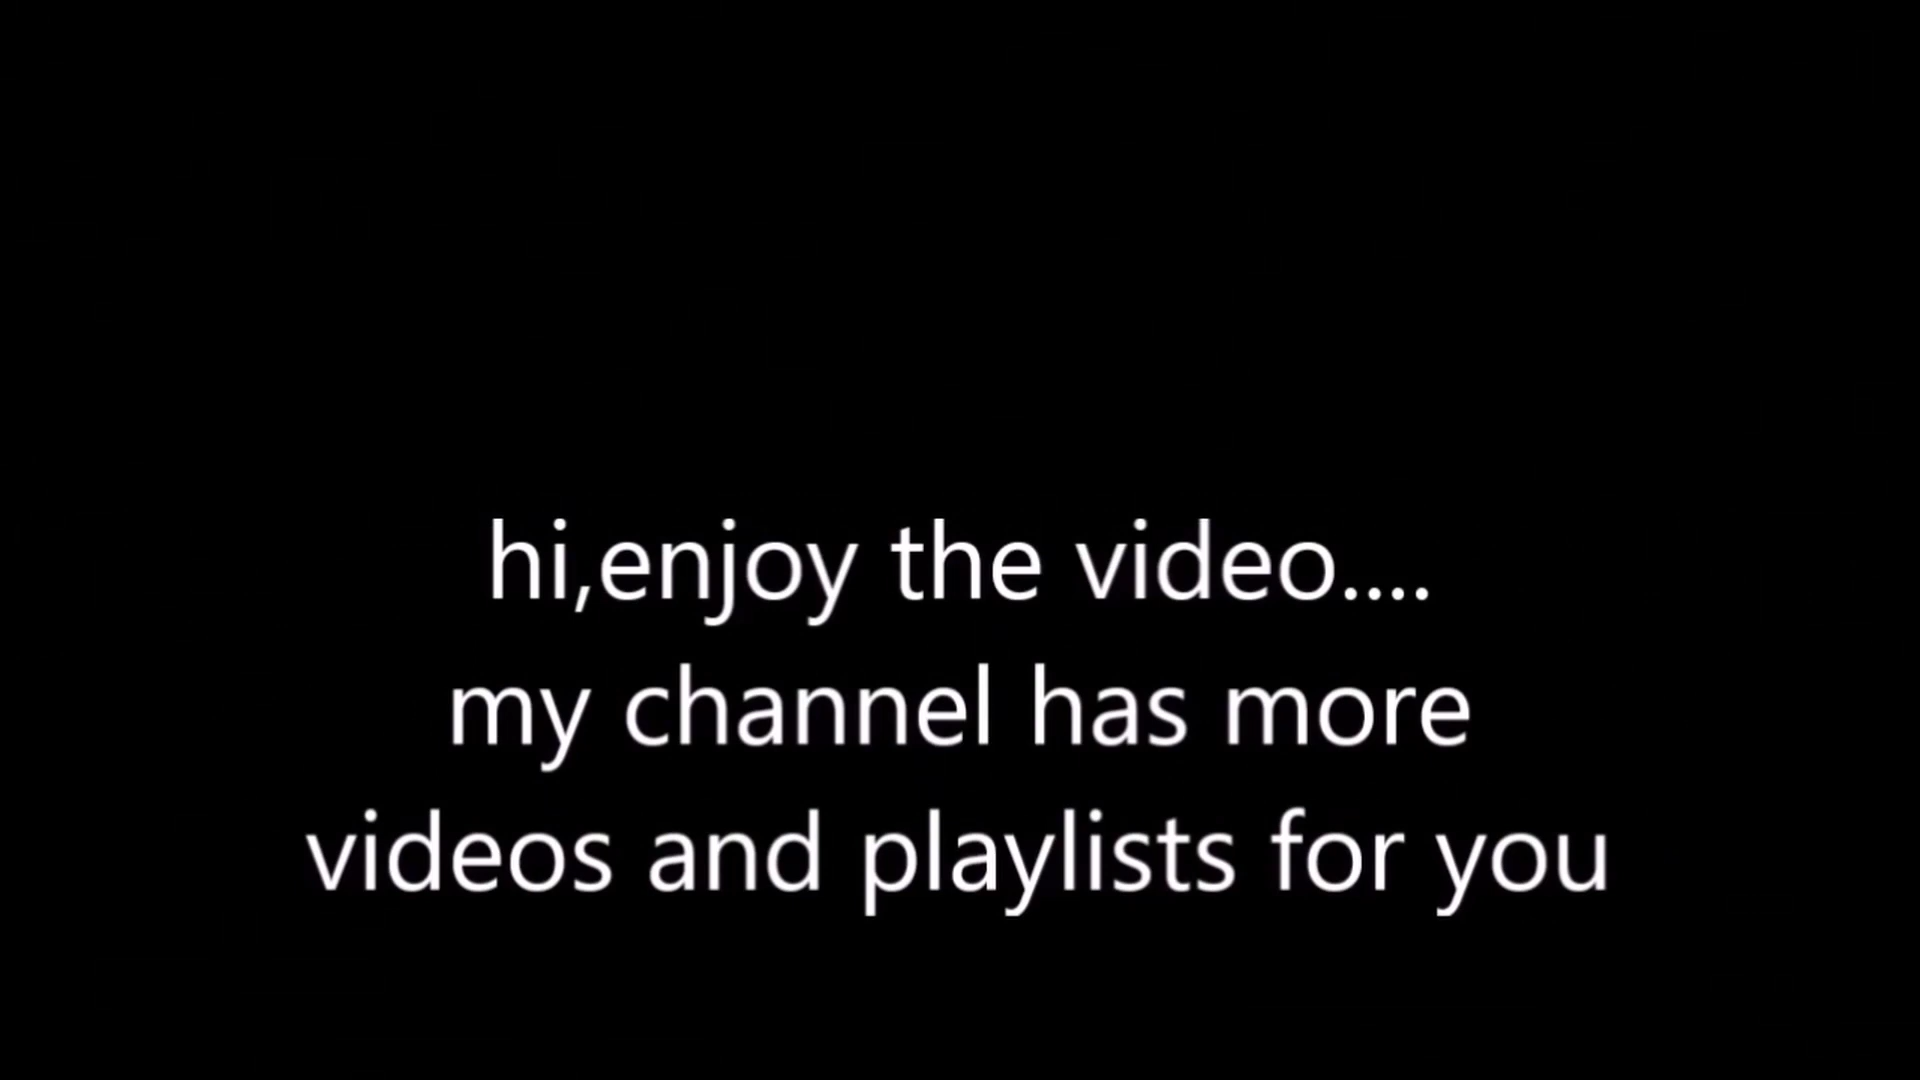 hi,enjoy the video....
my channel has more
videos and playlists for you